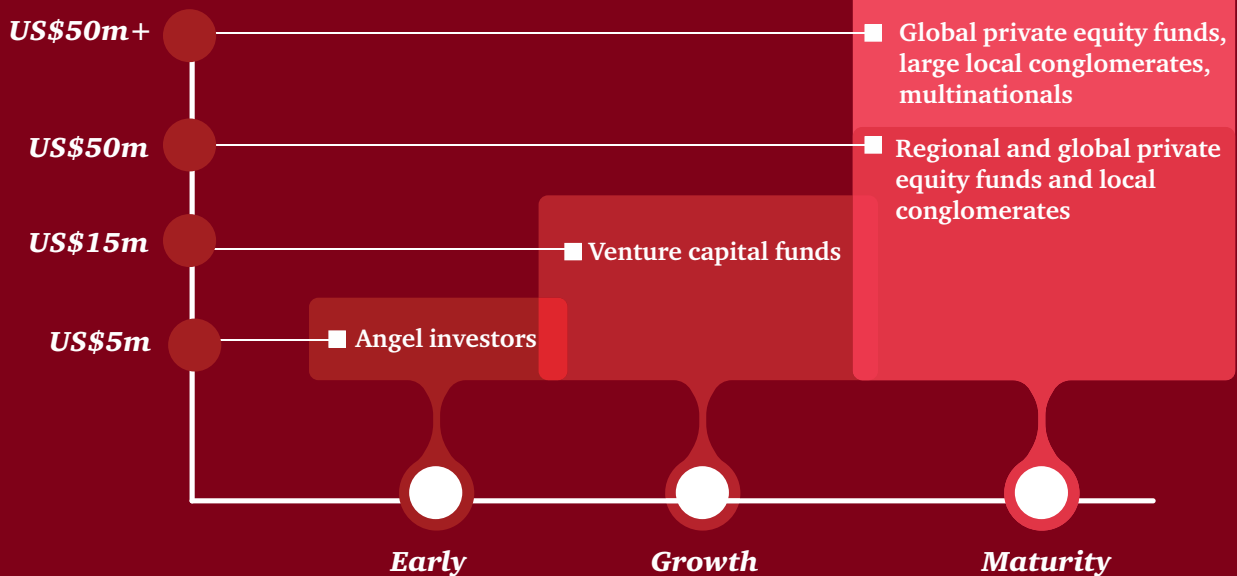 US$50m+
Global private equity funds,
large local conglomerates,
multinationals
US$50m
Regional and global private
equity funds and local
conglomerates
US$15m
Venture capital funds
US$5m
Angel investors
Early
Growth
Maturity